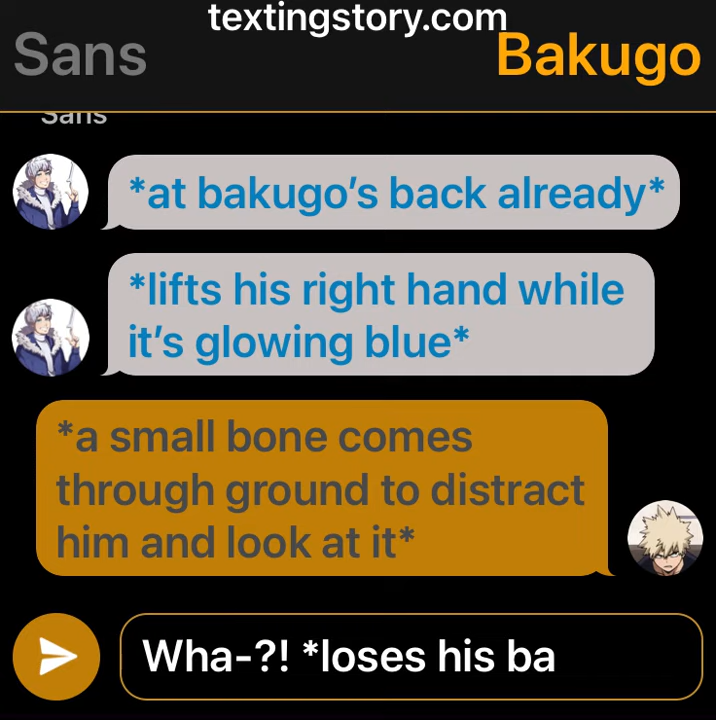 textingstory.com
Sans
Bakugo
Sans
*at bakugo’s back already*
*lifts his right hand while
it’s glowing blue*
*a small bone comes
through ground to distract
him and look at it*
Wha-?! *loses his ba